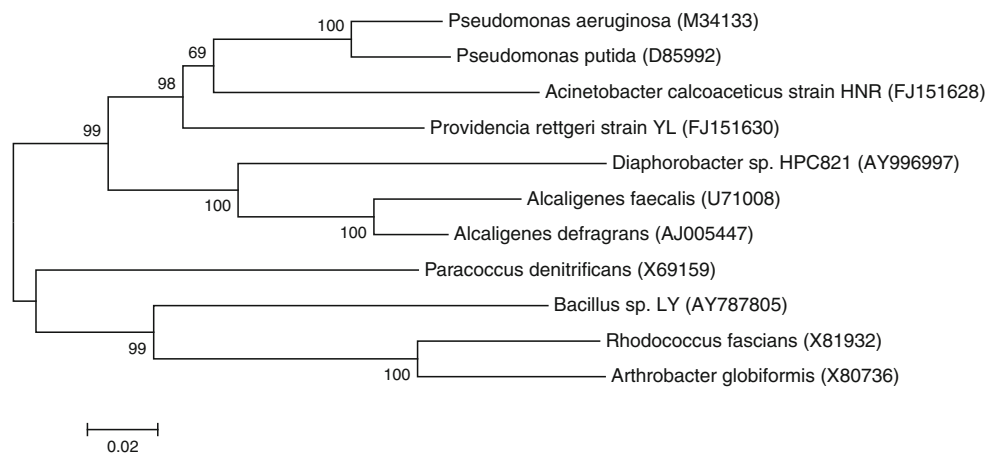 100
Pseudomonas aeruginosa (M34133)
69
Pseudomonas putida (D85992)
98
Acinetobacter calcoaceticus strain HNR (FJ151628)
99
Providencia rettgeri strain YL (FJ151630)
Diaphorobacter sp. HPC821 (AY996997)
100
Alcaligenes faecalis (U71008)
100
Alcaligenes defragrans (AJ005447)
Paracoccus denitrificans (X69159)
Bacillus sp. LY (AY787805)
99
Rhodococcus fascians (X81932)
100
Arthrobacter globiformis (X80736)
0.02